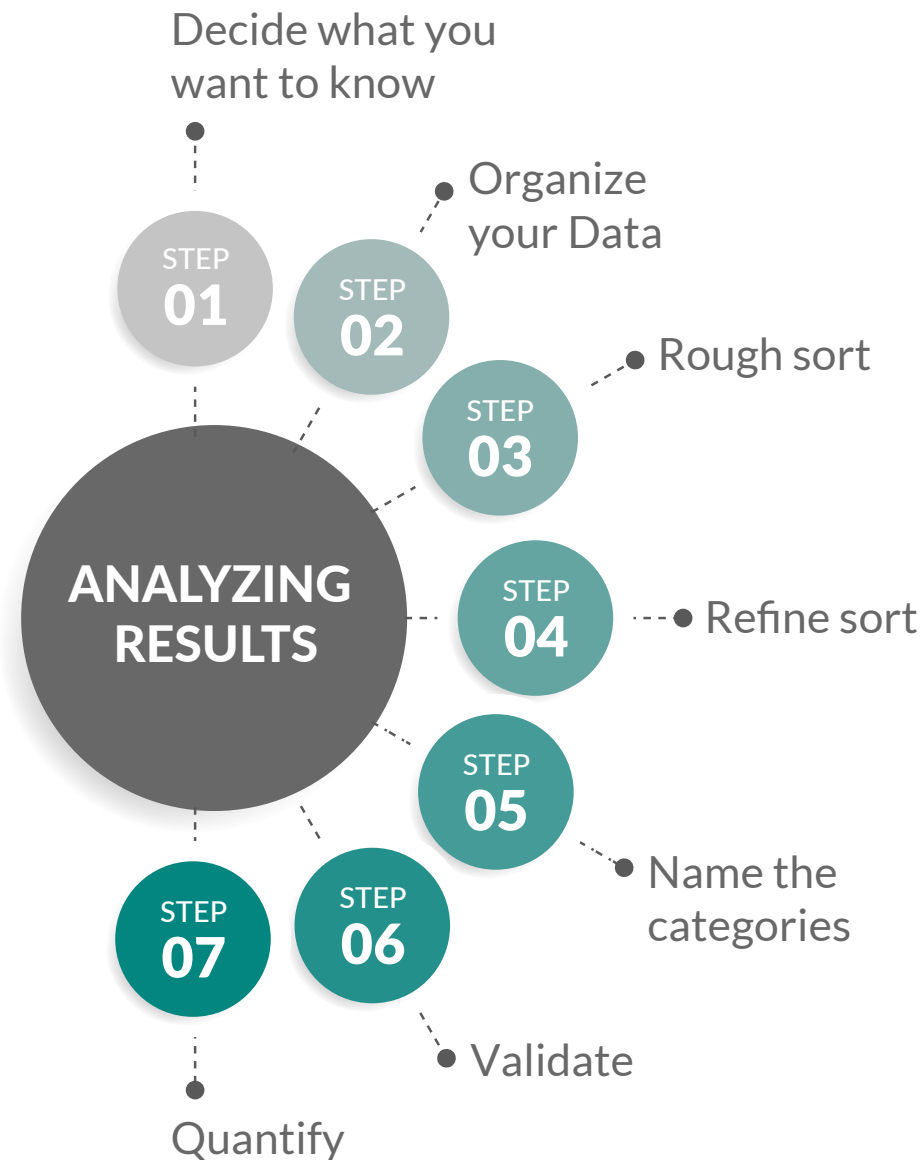 Decide what you
want to know
STEP
01
Organize
your Data
STEP
02
Rough sort
STEP
03
ANALYZING
RESULTS
STEP
04
Refine sort
STEP
05
Name the
categories
STEP
06
Validate
STEP
07
Quantify